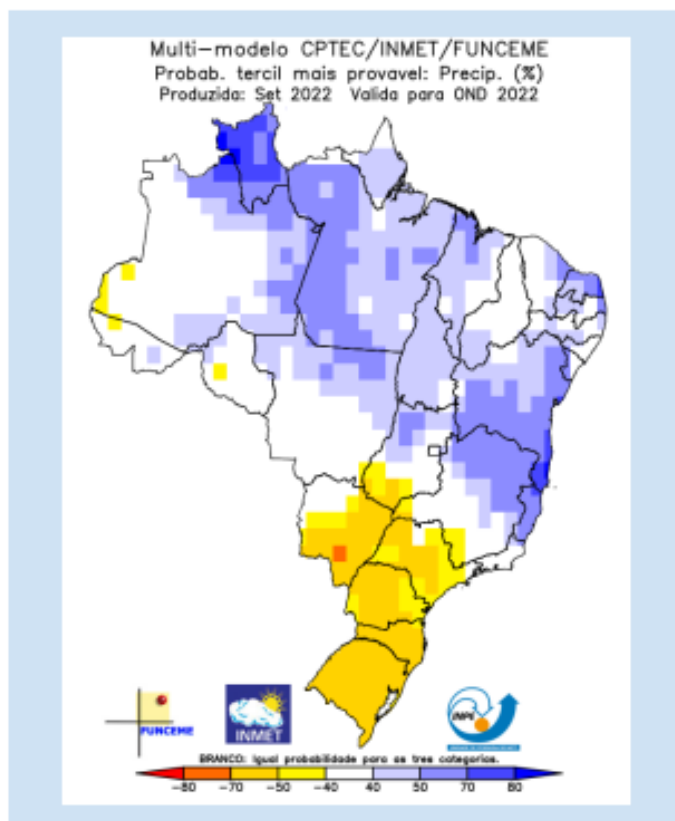 Multi-modelo CPTEC/INMET/FUNCEME
Probab. tercil mais provavel: Precip. (%)
Produzida: Set 2022 Valida para OND 2022
FUNCEME
INMET
INPE
BRANCO: Igual probabilidade para as tres categorias.
-80 -70 -50 -40 40 50 70 80